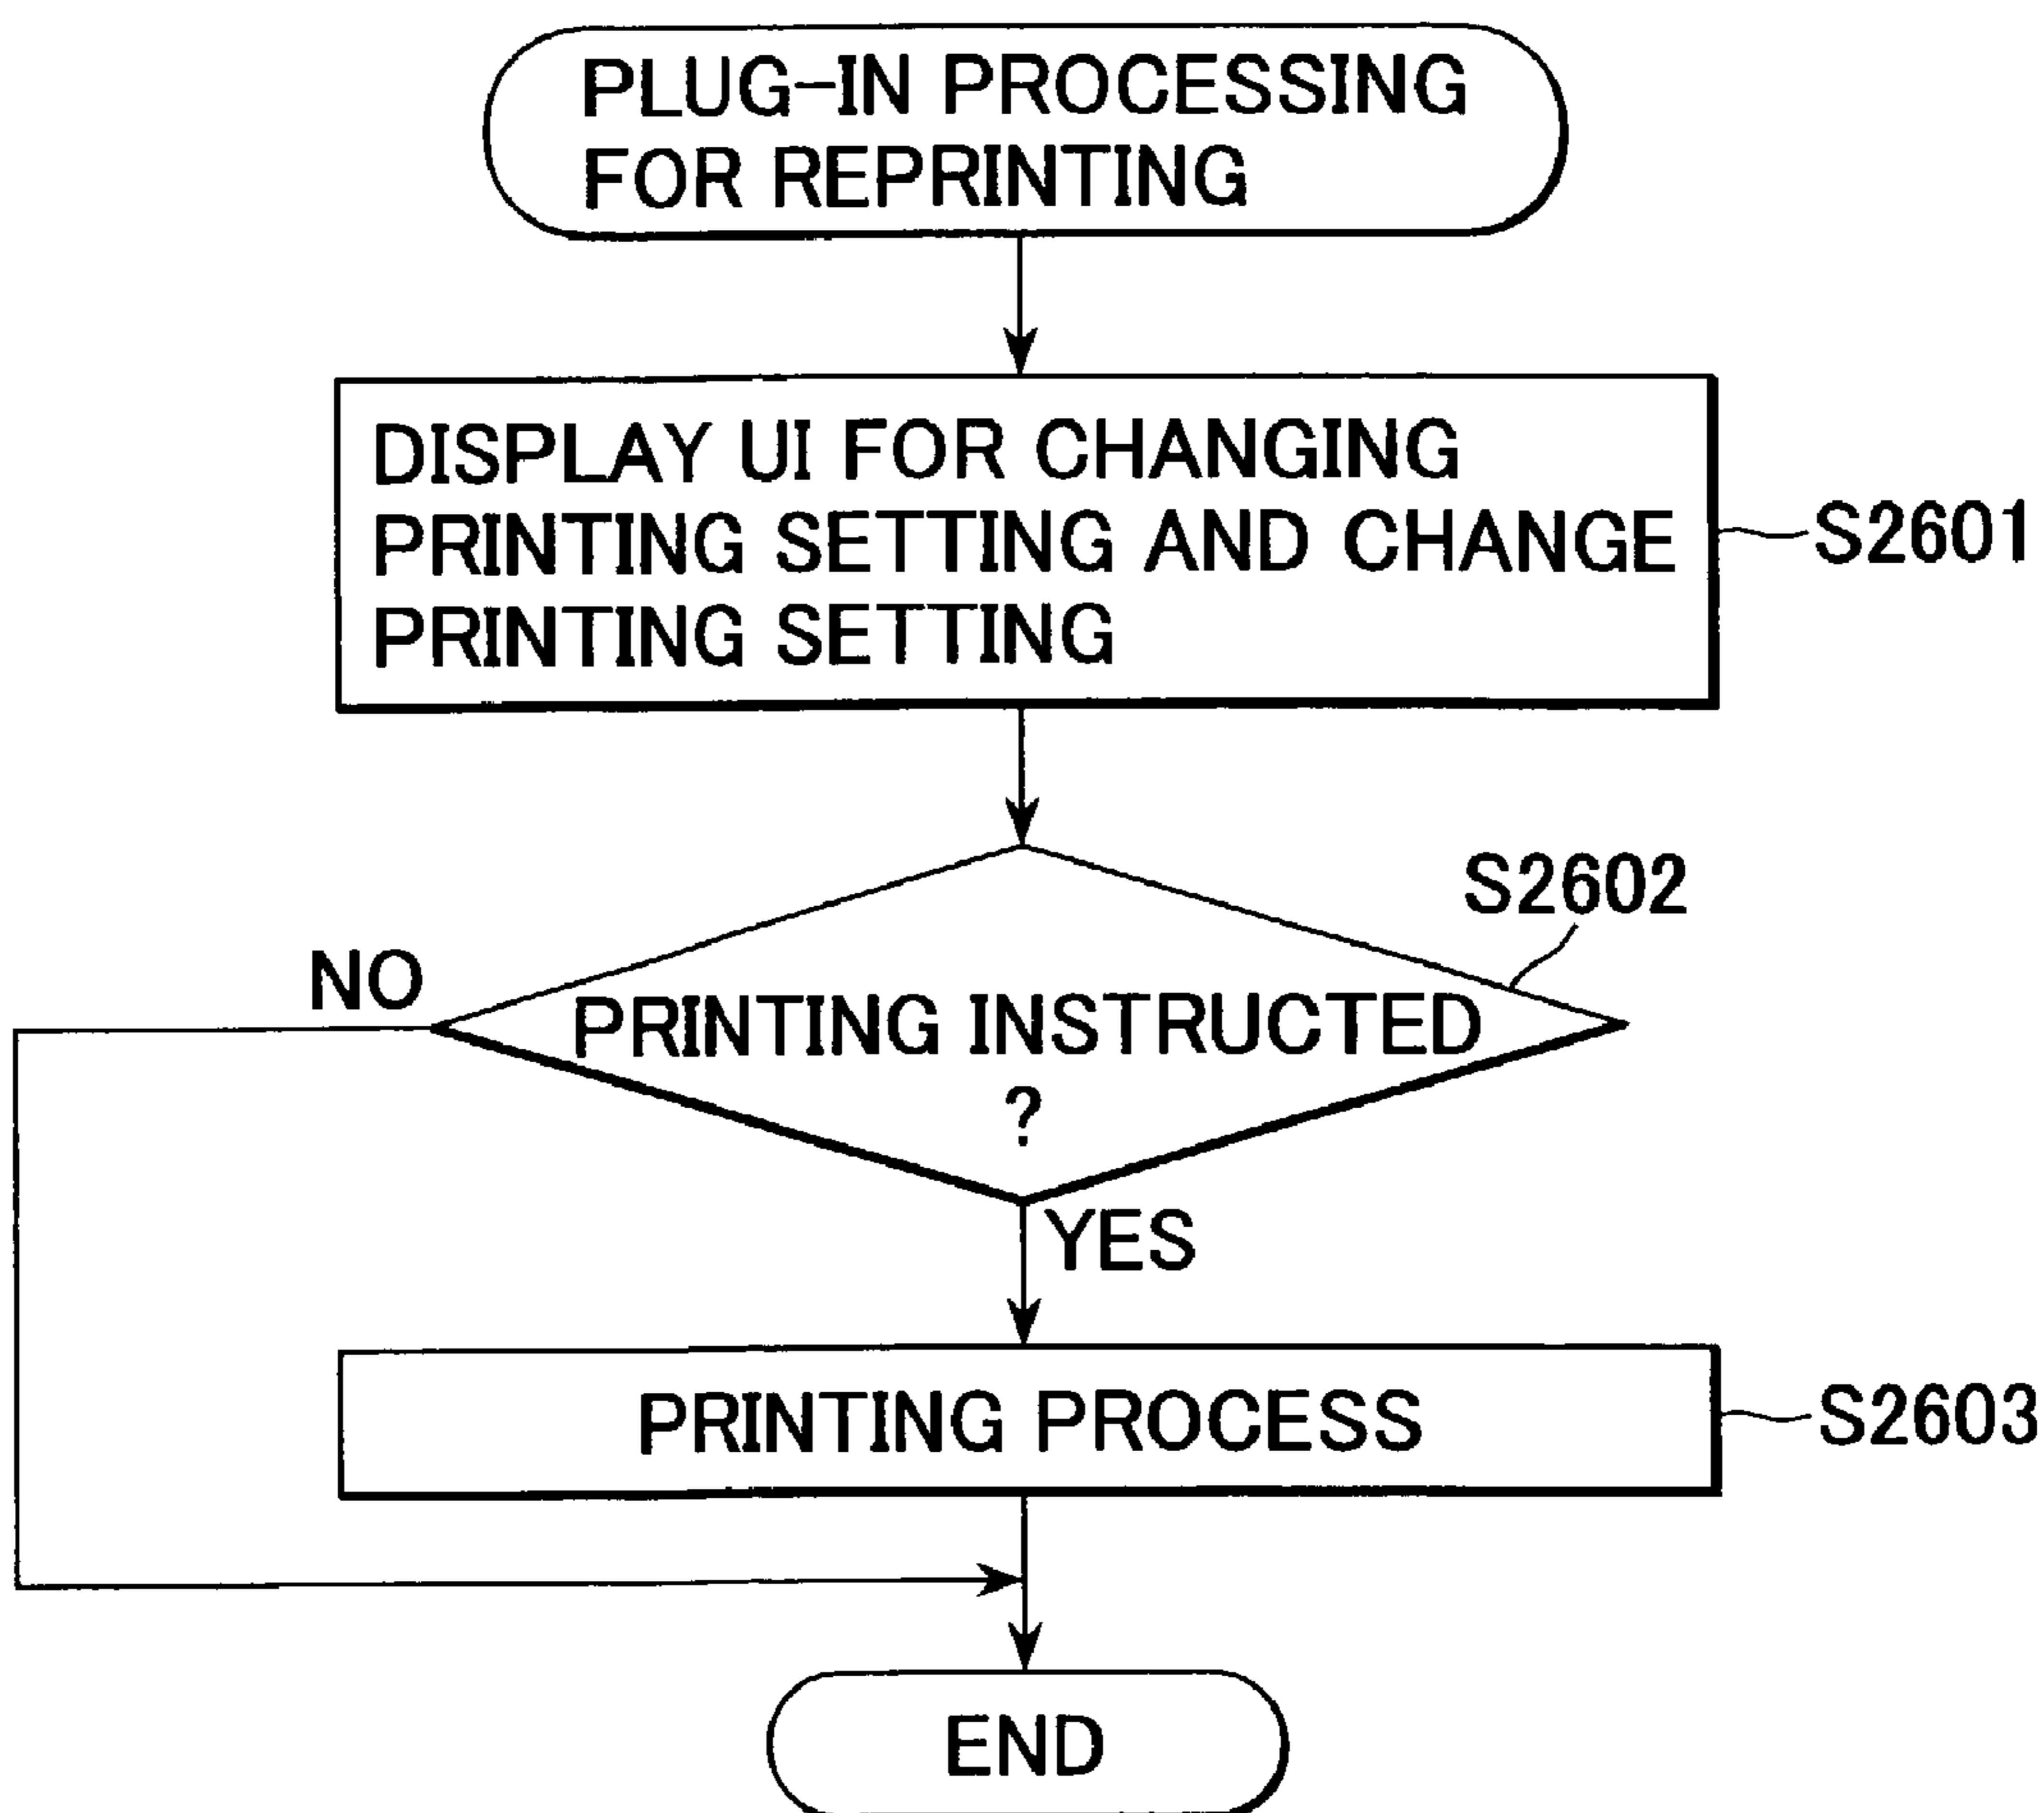 PLUG-IN PROCESSING
FOR REPRINTING
DISPLAY UI FOR CHANGING
PRINTING SETTING AND CHANGE
PRINTING SETTING
S2601
S2602
NO
PRINTING INSTRUCTED
?
YES
PRINTING PROCESS
S2603
END